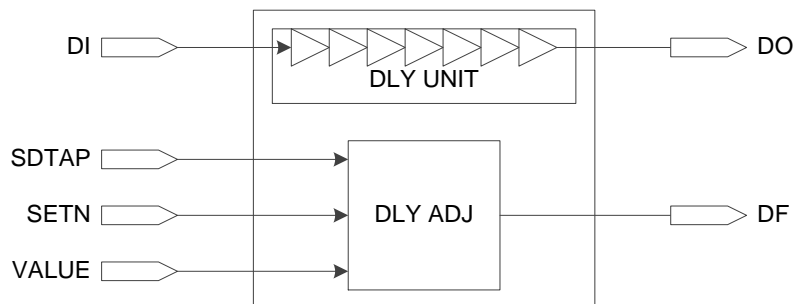 DI
DO
DLY UNIT
SDTAP
SETN
DLY ADJ
DF
VALUE